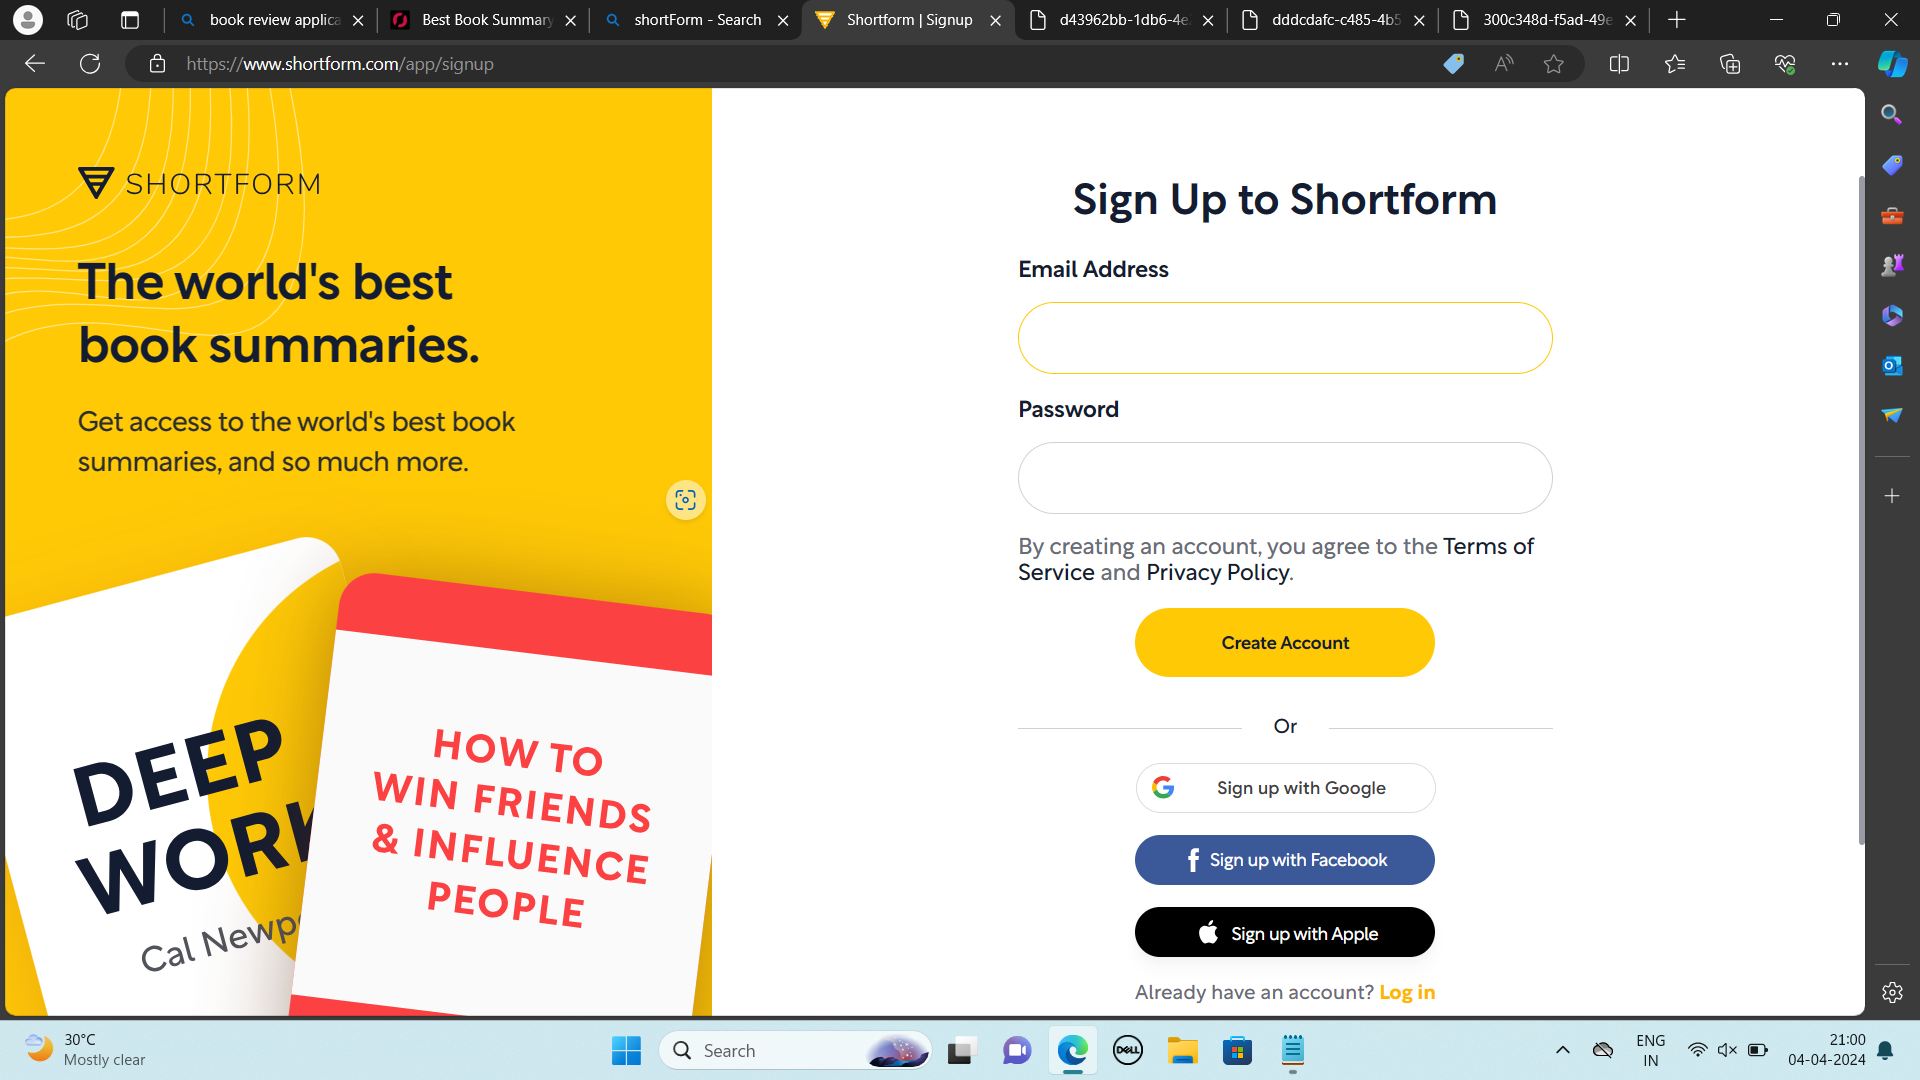 book review applica
Best Book Summary
shortForm - Search
Shortform | Signup
d43962bb-1db6-4e
dddcdafc-c485-4b5
300c348d-f5ad-49e
https://www.shortform.com/app/signup
SHORTFORM
The world's best
book summaries.
Get access to the world's best book
summaries, and so much more.
DEEP
WORK
Cal Newpo
HOW TO
WIN FRIENDS
& INFLUENCE
PEOPLE
Sign Up to Shortform
Email Address
Password
By creating an account, you agree to the Terms of
Service and Privacy Policy.
Create Account
Or
Sign up with Google
Sign up with Facebook
Sign up with Apple
Already have an account? Log in
30°C
Mostly clear
Search
DELL
ENG
IN
21:00
04-04-2024